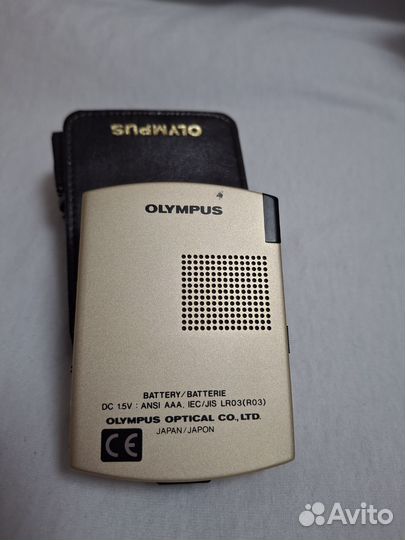 OLYMPUS
OLYMPUS
BATTERY/BATTERIE
DC 1.5V : ANSI AAA, IEC/JIS LR03(R03)
OLYMPUS OPTICAL CO.,LTD.
JAPAN/JAPON
CE
Avito